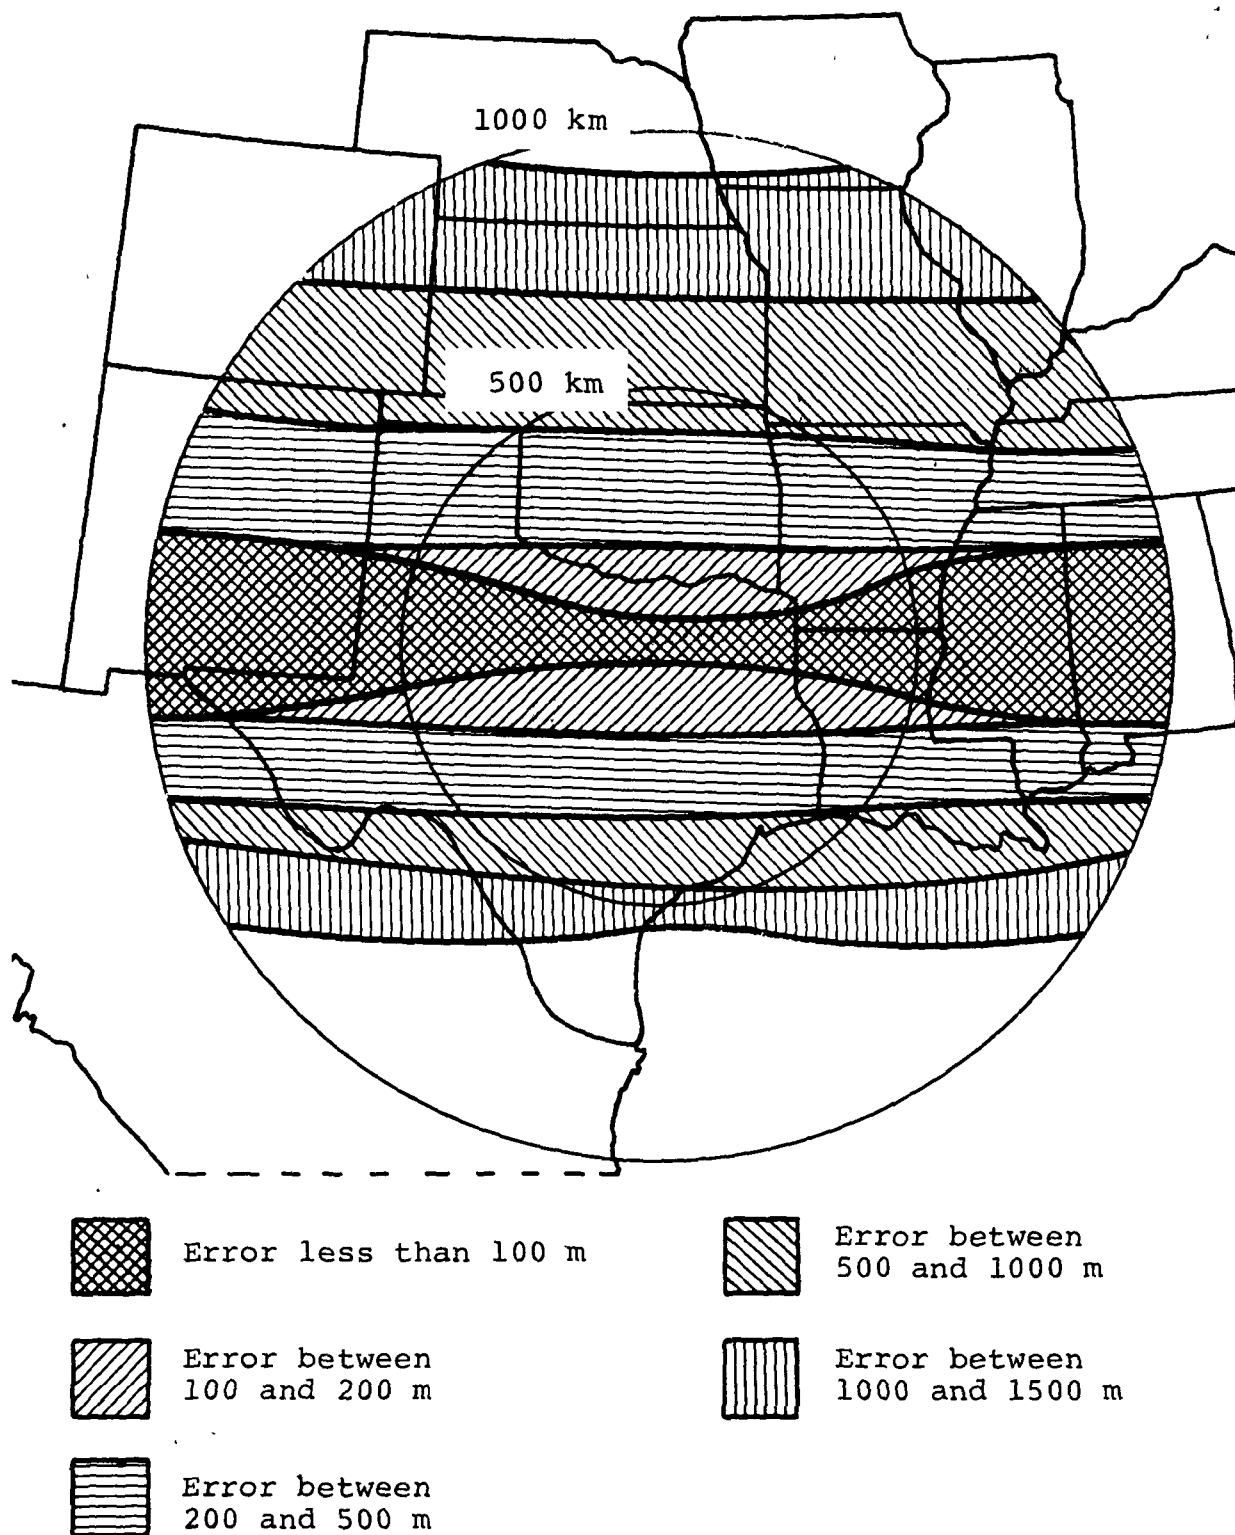 1000 km
500 km
Error less than 100 m
Error between
100 and 200 m
Error between
200 and 500 m
Error between
500 and 1000 m
Error between
1000 and 1500 m